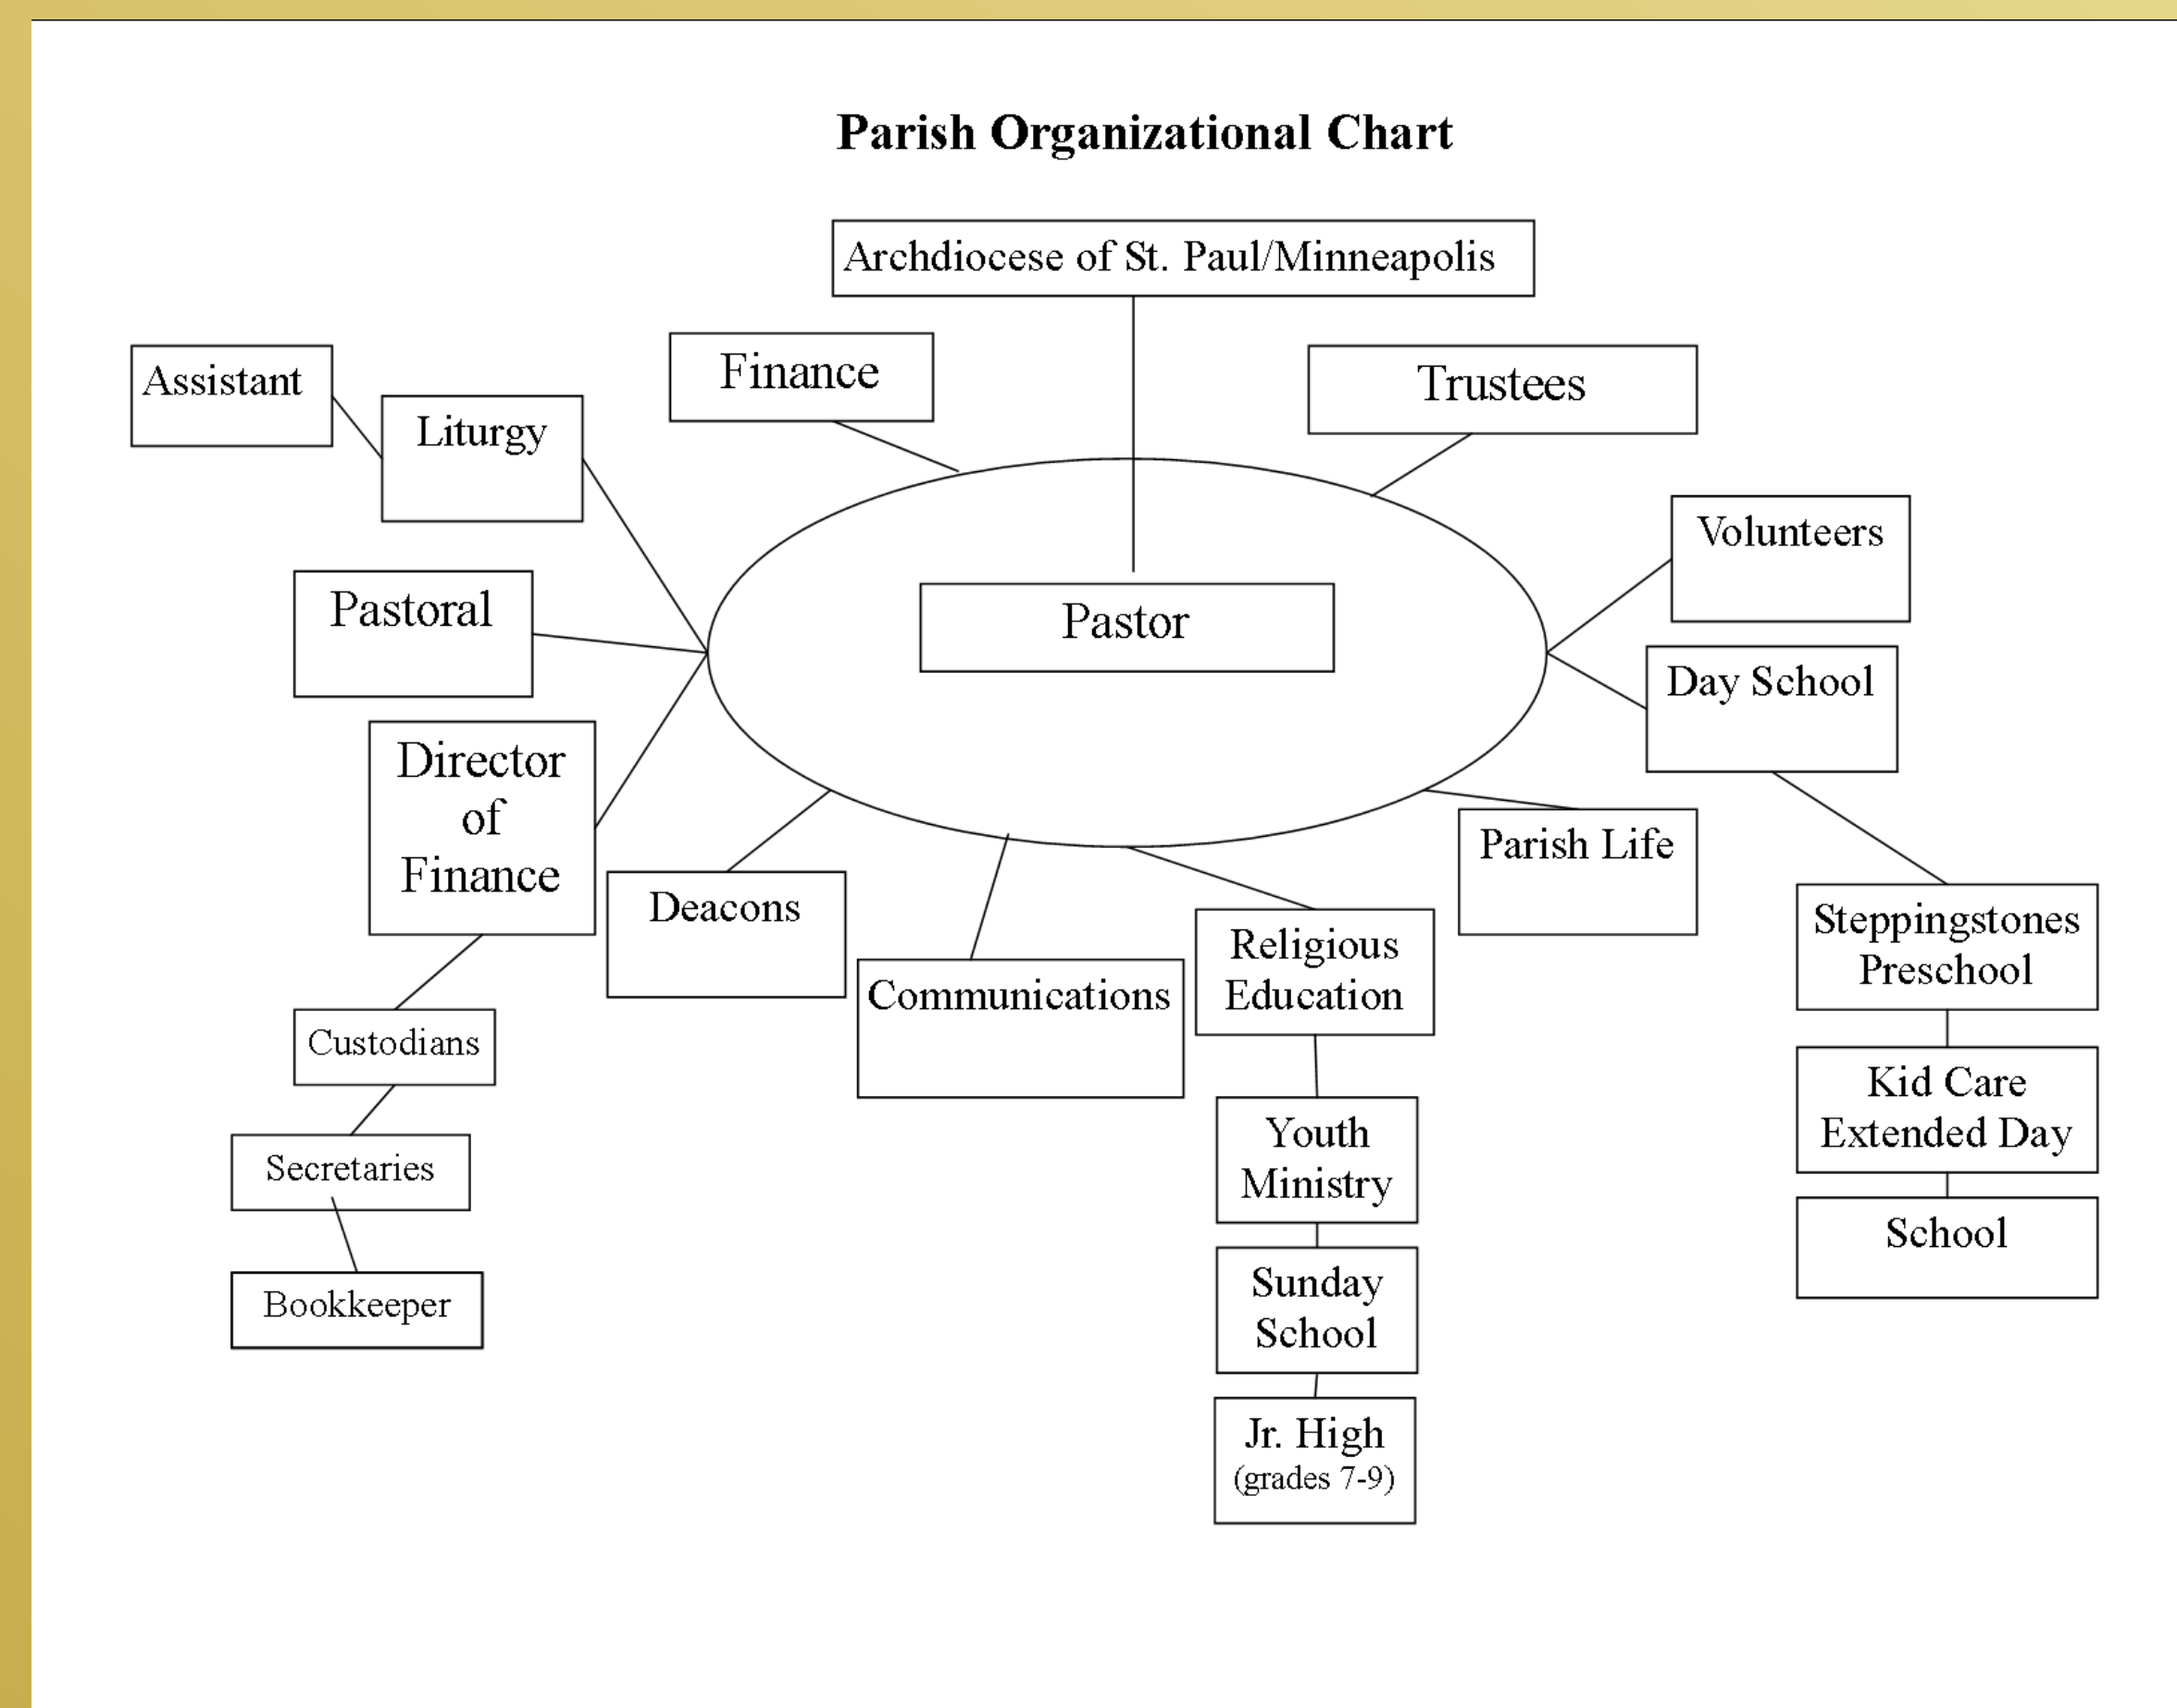 Parish Organizational Chart
Archdiocese of St. Paul/Minneapolis
Finance
Trustees
Assistant
Liturgy
Volunteers
Pastoral
Pastor
Day School
Director
of
Finance
Parish Life
Deacons
Communications
Religious
Education
Steppingstones
Preschool
Custodians
Kid Care
Extended Day
Youth
Ministry
Secretaries
School
Sunday
School
Bookkeeper
Jr. High
(grades 7-9)